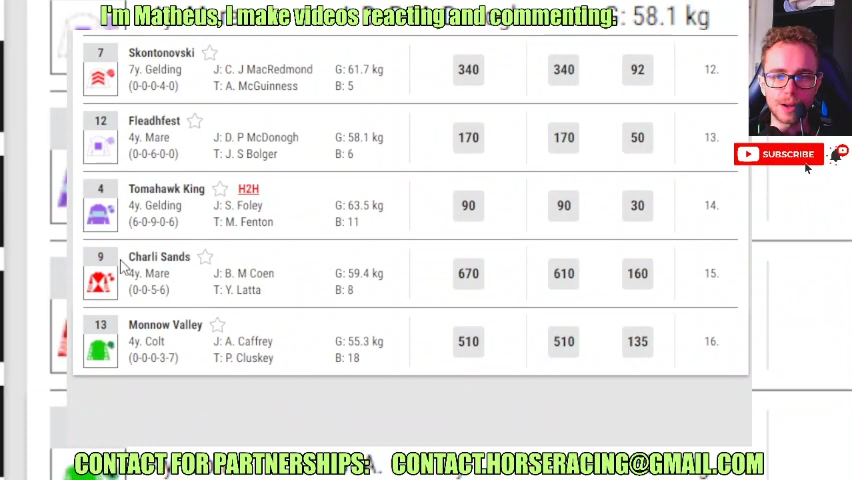 I'm Matheus, I make videos reacting and commenting.
G: 58.1 kg
7 Skontonovski
7y. Gelding J: C. J MacRedmond G: 61.7 kg 340 340 92 12.
(0-0-0-4-0) T: A. McGuinness B: 5
SUBSCRIBE
12 Fleadhfest
4y. Mare J: D. P McDonogh G: 58.1 kg 170 170 50 13.
(0-0-6-0-0) T: J. S Bolger B: 6
4 Tomahawk King H2H
4y. Gelding J: S. Foley G: 63.5 kg 90 90 30 14.
(6-0-9-0-6) T: M. Fenton B: 11
9 Charli Sands
4y. Mare J: B. M Coen G: 59.4 kg 670 610 160 15.
(0-0-5-6) T: Y. Latta B: 8
13 Monnow Valley
4y. Colt J: A. Caffrey G: 55.3 kg 510 510 135 16.
(0-0-0-3-7) T: P. Cluskey B: 18
CONTACT FOR PARTNERSHIPS: CONTACT.HORSERACING@GMAIL.COM